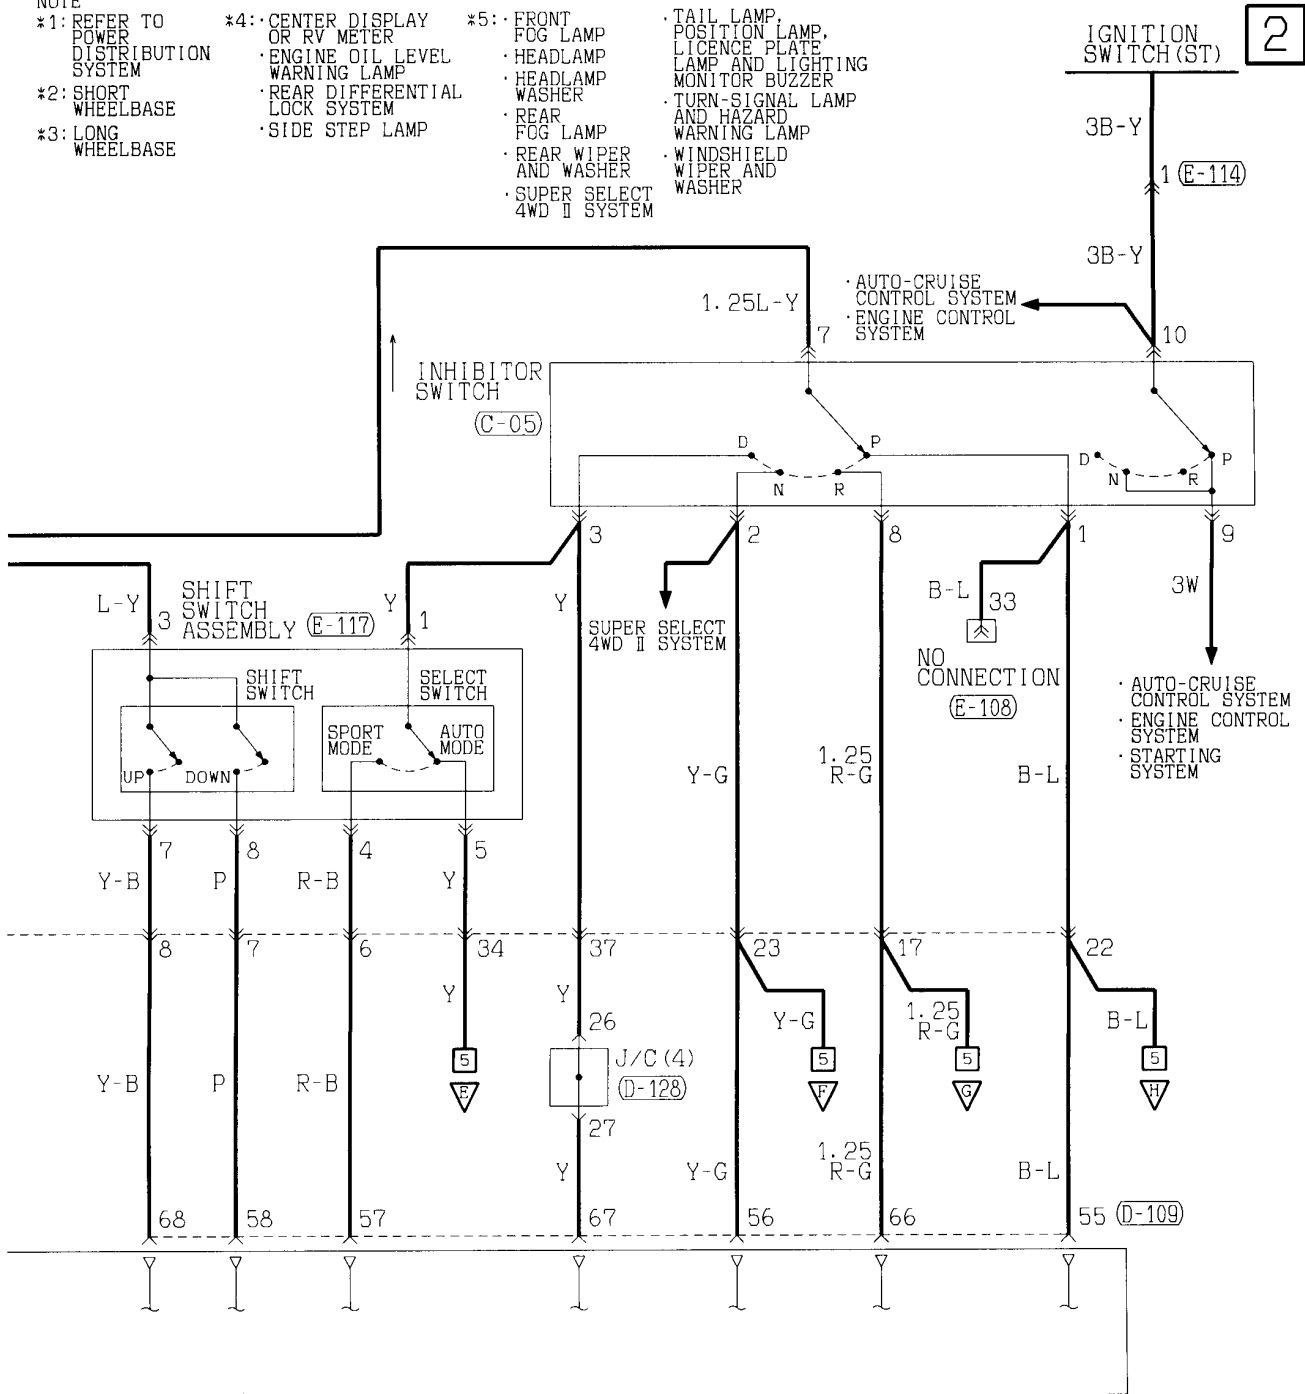 NOTE
*1: REFER TO
POWER
DISTRIBUTION
SYSTEM
*2: SHORT
WHEELBASE
*3: LONG
WHEELBASE
*4: · CENTER DISPLAY
OR RV METER
· ENGINE OIL LEVEL
WARNING LAMP
· REAR DIFFERENTIAL
LOCK SYSTEM
· SIDE STEP LAMP
*5: · FRONT
FOG LAMP
· HEADLAMP
· HEADLAMP
WASHER
· REAR
FOG LAMP
· REAR WIPER
AND WASHER
· SUPER SELECT
4WD Ⅱ SYSTEM
· TAIL LAMP,
POSITION LAMP,
LICENCE PLATE
LAMP AND LIGHTING
MONITOR BUZZER
· TURN-SIGNAL LAMP
AND HAZARD
WARNING LAMP
· WINDSHIELD
WIPER AND
WASHER
IGNITION
SWITCH(ST)
2
3B-Y
1 (E-114)
3B-Y
1.25L-Y
7
· AUTO-CRUISE
CONTROL SYSTEM
· ENGINE CONTROL
SYSTEM
10
INHIBITOR
SWITCH
(C-05)
D P
N R
D P
N R
3 2 8 1 9
L-Y
3
SHIFT
SWITCH
ASSEMBLY (E-117)
Y
1
Y
SUPER SELECT
4WD Ⅱ SYSTEM
B-L
33
NO
CONNECTION
(E-108)
3W
· AUTO-CRUISE
CONTROL SYSTEM
· ENGINE CONTROL
SYSTEM
· STARTING
SYSTEM
SHIFT
SWITCH
SELECT
SWITCH
UP DOWN
SPORT
MODE
AUTO
MODE
Y-G
1.25
R-G
B-L
7 8 4 5
Y-B P R-B Y
8 7 6 34 37 23 17 22
Y Y Y-G
1.25
R-G
B-L
26
J/C(4)
(D-128)
27
5 5 5 5
E F G H
Y-B P R-B
Y Y-G
1.25
R-G
B-L
68 58 57 67 56 66 55 (D-109)